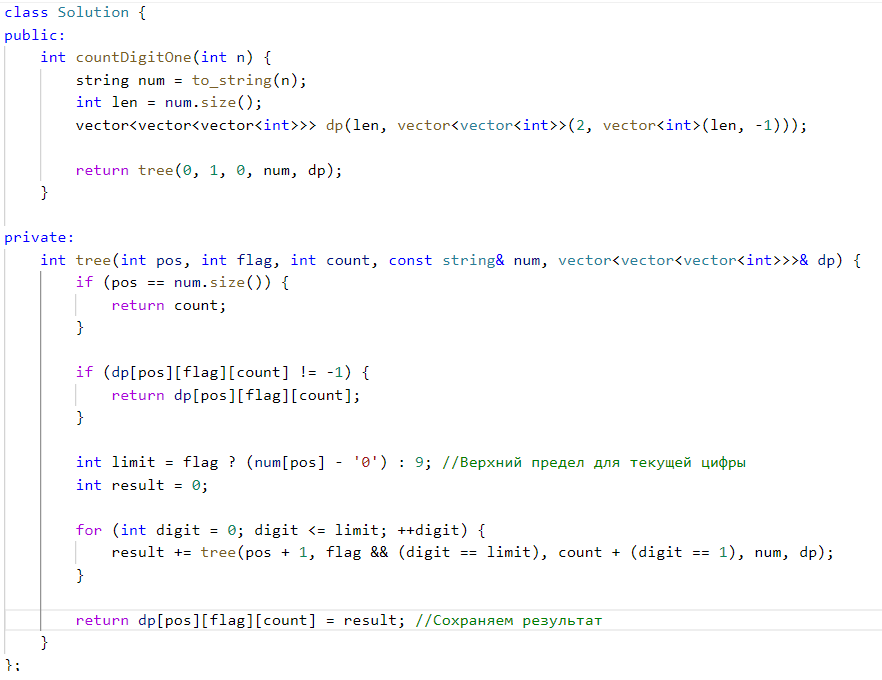 class Solution {
public:
    int countDigitOne(int n) {
        string num = to_string(n);
        int len = num.size();
        vector<vector<vector<int>>> dp(len, vector<vector<int>>(2, vector<int>(len, -1)));

        return tree(0, 1, 0, num, dp);
    }

private:
    int tree(int pos, int flag, int count, const string& num, vector<vector<vector<int>>>& dp) {
        if (pos == num.size()) {
            return count;
        }

        if (dp[pos][flag][count] != -1) {
            return dp[pos][flag][count];
        }

        int limit = flag ? (num[pos] - '0') : 9; //Верхний предел для текущей цифры
        int result = 0;

        for (int digit = 0; digit <= limit; ++digit) {
            result += tree(pos + 1, flag && (digit == limit), count + (digit == 1), num, dp);
        }

        return dp[pos][flag][count] = result; //Сохраняем результат
    }
};